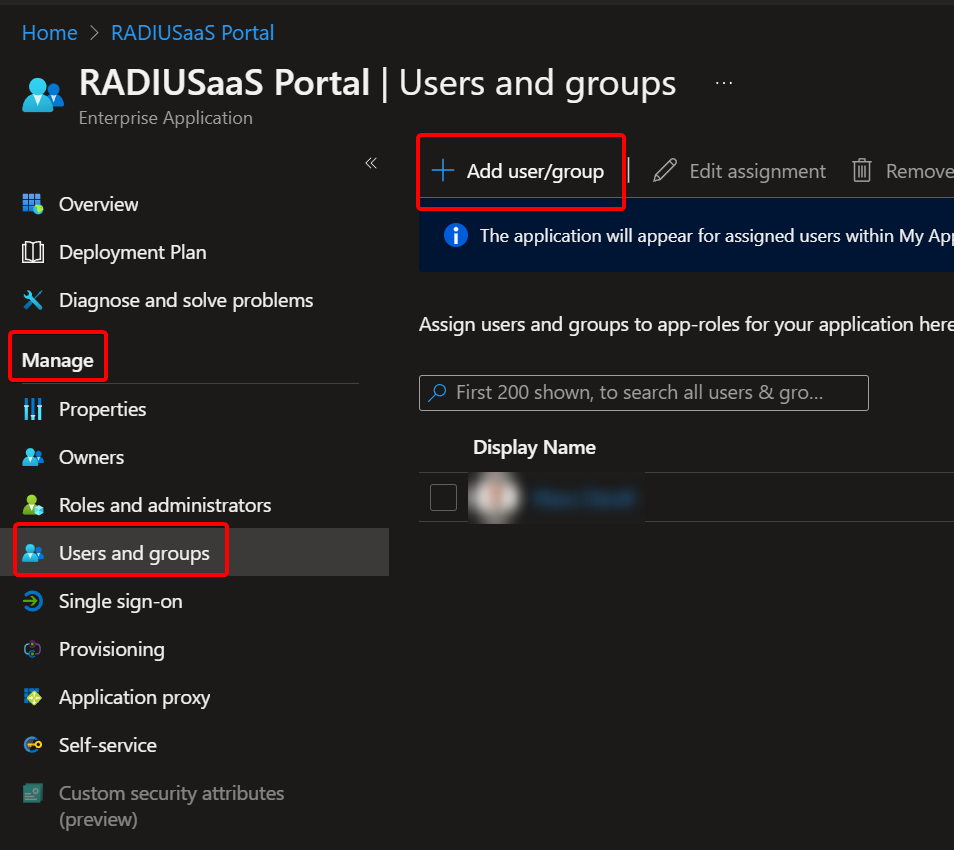 Home > RADIUSaaS Portal
RADIUSaaS Portal | Users and groups ...
Enterprise Application
«
Overview
Deployment Plan
Diagnose and solve problems
Manage
Properties
Owners
Roles and administrators
Users and groups
Single sign-on
Provisioning
Application proxy
Self-service
Custom security attributes
(preview)
+ Add user/group | Edit assignment Remove
The application will appear for assigned users within My App
Assign users and groups to app-roles for your application here
First 200 shown, to search all users & gro...
Display Name